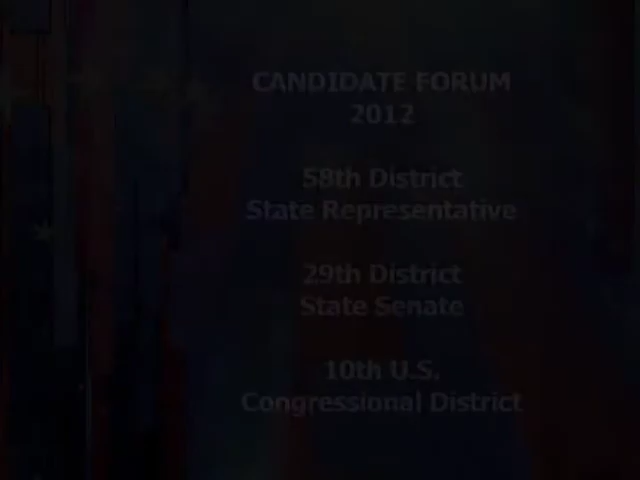 CANDIDATE FORUM
2012
58th District
State Representative
29th District
State Senate
10th U.S.
Congressional District